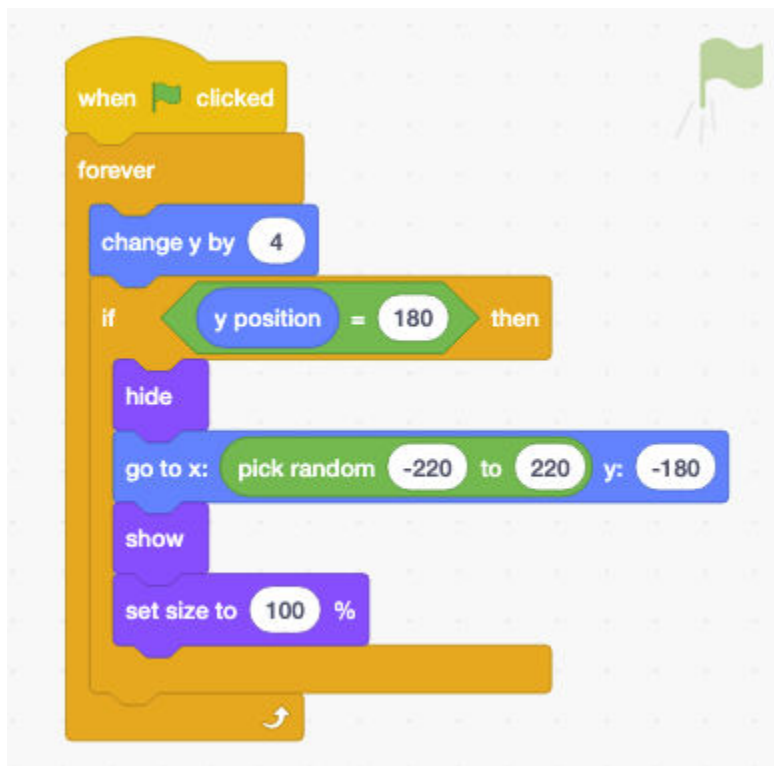 when clicked
forever
change y by 4
if y position = 180 then
hide
go to x: pick random -220 to 220 y: -180
show
set size to 100 %